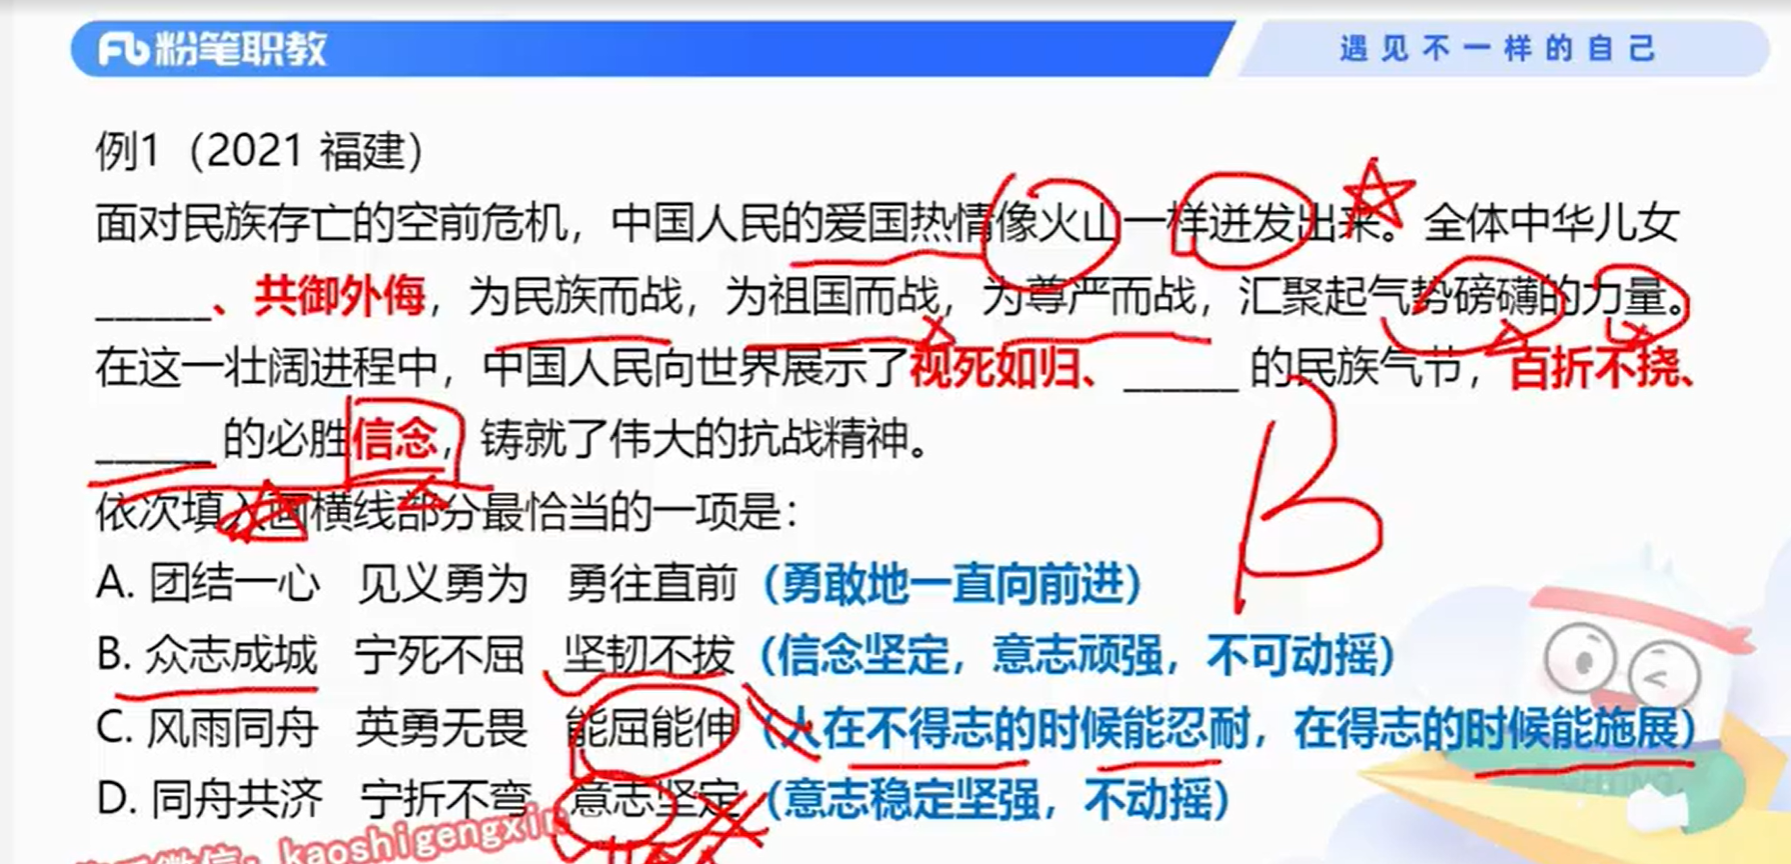 粉笔职教
遇见不一样的自己
例1（2021 福建）
面对民族存亡的空前危机，中国人民的爱国热情像火山一样迸发出来。全体中华儿女
______、共御外侮，为民族而战，为祖国而战，为尊严而战，汇聚起气势磅礴的力量。
在这一壮阔进程中，中国人民向世界展示了视死如归、______ 的民族气节，百折不挠、
______ 的必胜信念，铸就了伟大的抗战精神。
依次填入画横线部分最恰当的一项是：
B
A. 团结一心 见义勇为 勇往直前（勇敢地一直向前进）
B. 众志成城 宁死不屈 坚韧不拔（信念坚定，意志顽强，不可动摇）
C. 风雨同舟 英勇无畏 能屈能伸（人在不得志的时候能忍耐，在得志的时候能施展）
D. 同舟共济 宁折不弯 意志坚定（意志稳定坚强，不动摇）
微信：kaoshigengxin